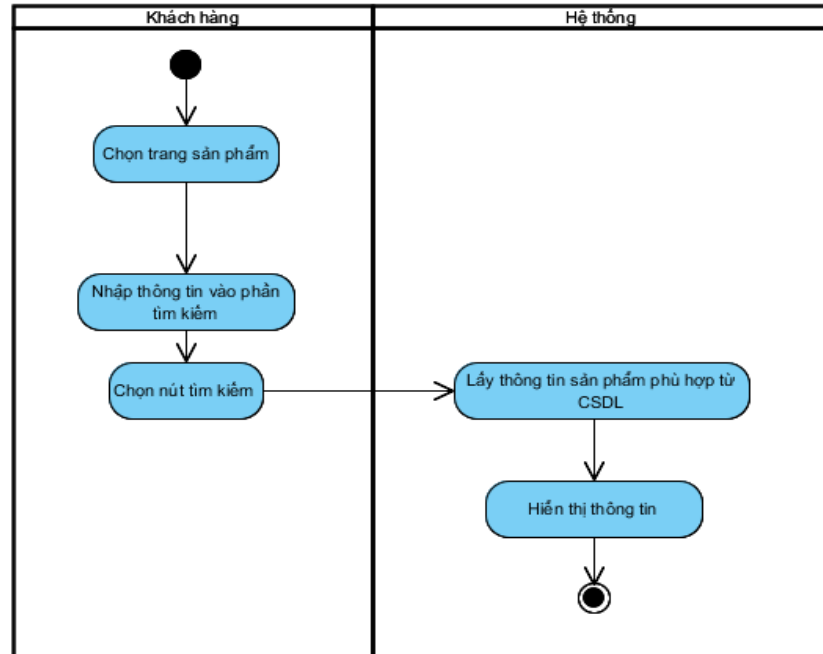 Khách hàng
Hệ thống
Chọn trang sản phẩm
Nhập thông tin vào phần
tìm kiếm
Chọn nút tìm kiếm
Lấy thông tin sản phẩm phù hợp từ
CSDL
Hiển thị thông tin